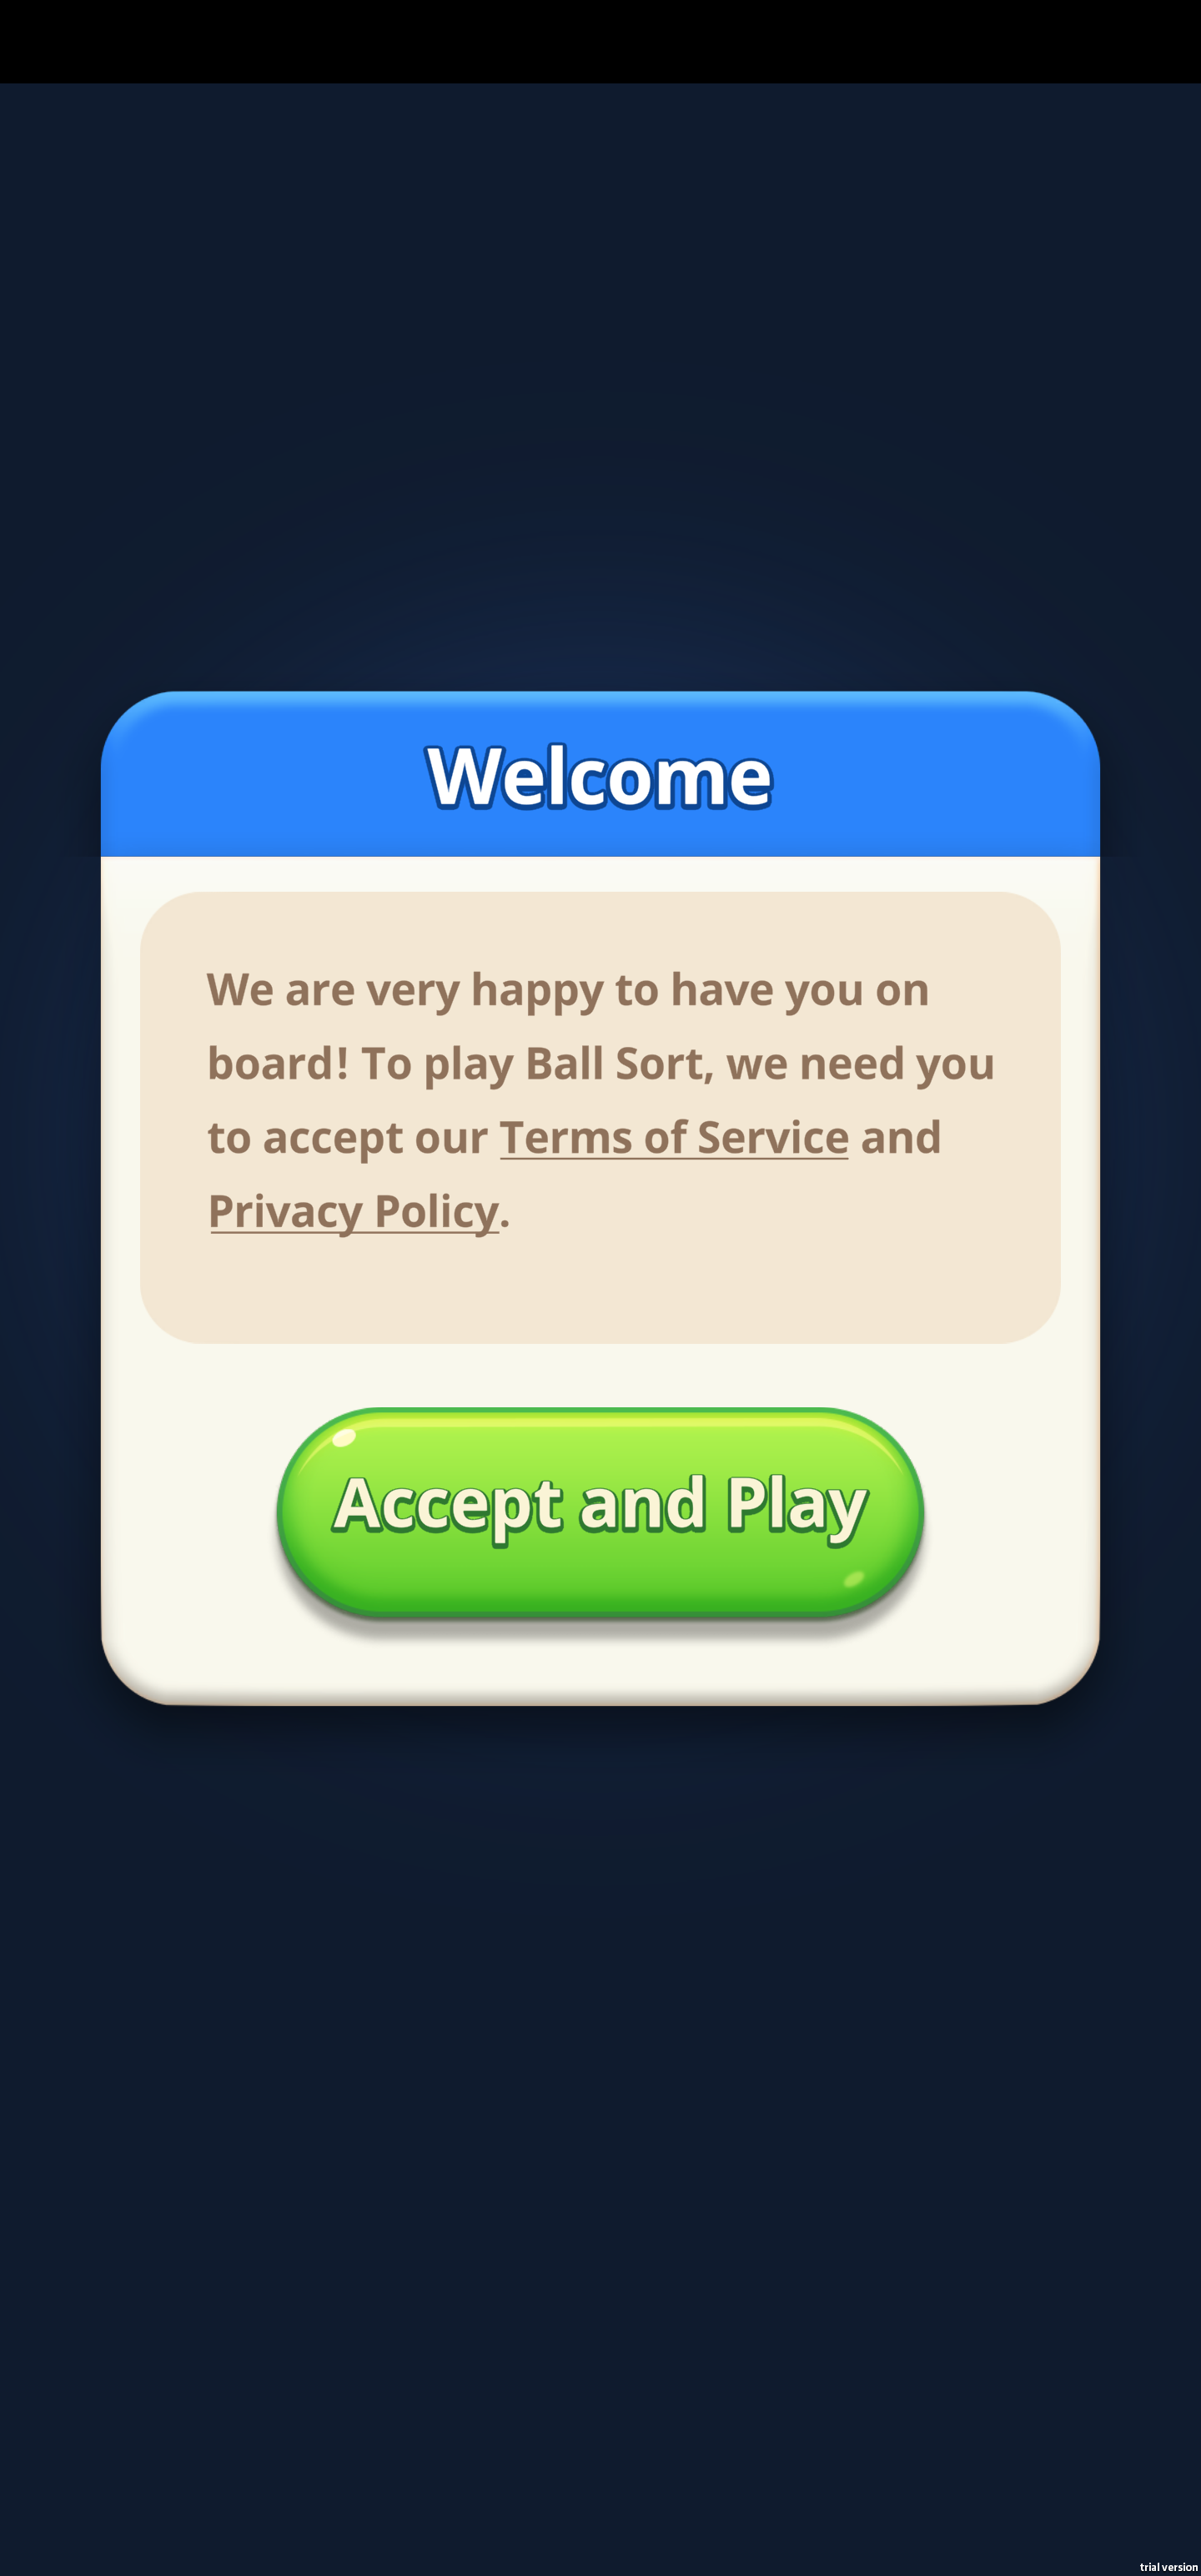 Welcome
We are very happy to have you on
board! To play Ball Sort, we need you
to accept our Terms of Service and
Privacy Policy.
Accept and Play
trial version